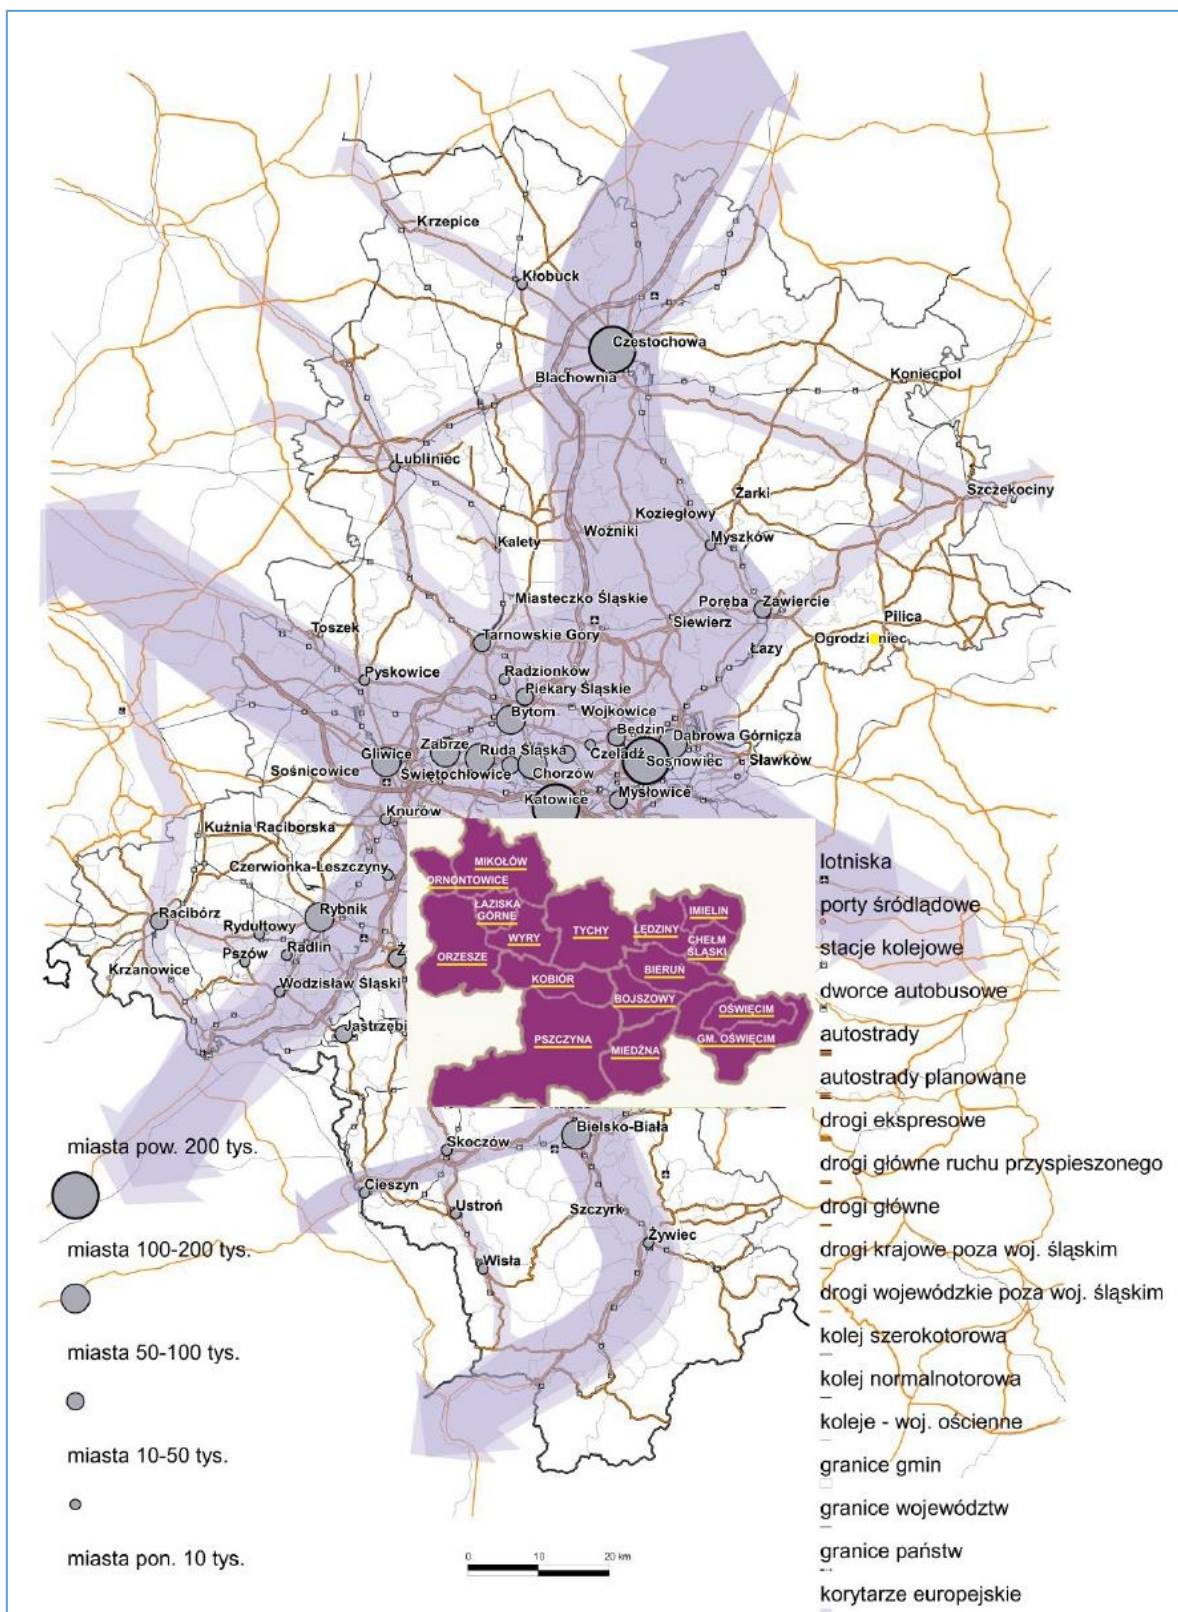 Krzepice
Kłobuck
Częstochowa
Blachownia
Koniecpol
Lubliniec
Szczekociny
Żarki
Koziegłowy
Woźniki
Myszków
Kalety
Miasteczko Śląskie
Poręba
Zawiercie
Pilica
Siewierz
Toszek
Tarnowskie Góry
Ogrodzieniec
Łazy
Pyskowice
Radzionków
Piekary Śląskie
Wojkowice
Bytom
Będzin
Dąbrowa Górnicza
Gliwice
Zabrze
Ruda Śląska
Czeladź
Sosnowiec
Sławków
Sośnicowice
Świętochłowice
Chorzów
Katowice
Mysłowice
Knurów
Kuźnia Raciborska
Czerwionka-Leszczyny
Racibórz
Rybnik
Rydułtowy
Radlin
Pszów
Krzanowice
Wodzisław Śląski
Jastrzębi
MIKOŁÓW
ORNONTOWICE
ŁAZISKA
GÓRNE
WYRY
TYCHY
LĘDZINY
IMIELIN
CHEŁM
ŚLĄSKI
ORZESZE
KOBIÓR
BIERUŃ
BOJSZOWY
OŚWIĘCIM
PSZCZYNA
MIEDŹNA
GM. OŚWIĘCIM
Bielsko-Biała
Skoczów
Cieszyn
Ustroń
Szczyrk
Żywiec
Wisła
miasta pow. 200 tys.
miasta 100-200 tys.
miasta 50-100 tys.
miasta 10-50 tys.
miasta pon. 10 tys.
0 10 20 km
lotniska
porty śródlądowe
stacje kolejowe
dworce autobusowe
autostrady
autostrady planowane
drogi ekspresowe
drogi główne ruchu przyspieszonego
drogi główne
drogi krajowe poza woj. śląskim
drogi wojewódzkie poza woj. śląskim
kolej szerokotorowa
kolej normalnotorowa
koleje - woj. ościenne
granice gmin
granice województw
granice państw
korytarze europejskie